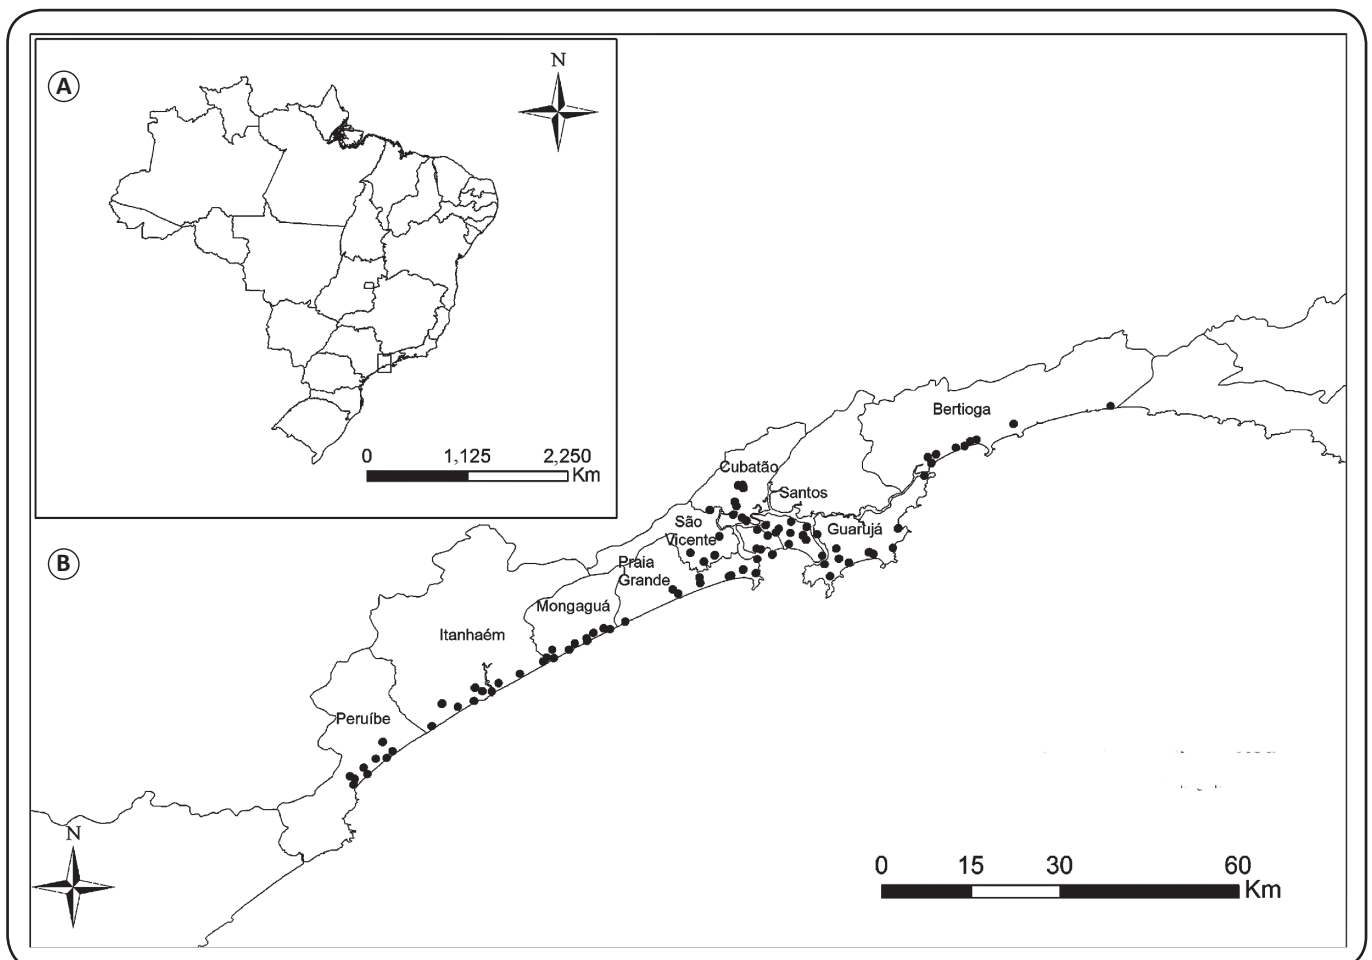 A
N
0 1,125 2,250
Km
B
Bertioga
Cubatão
Santos
São
Vicente
Guarujá
Praia
Grande
Mongaguá
Itanhaém
Peruíbe
N
0 15 30 60
Km